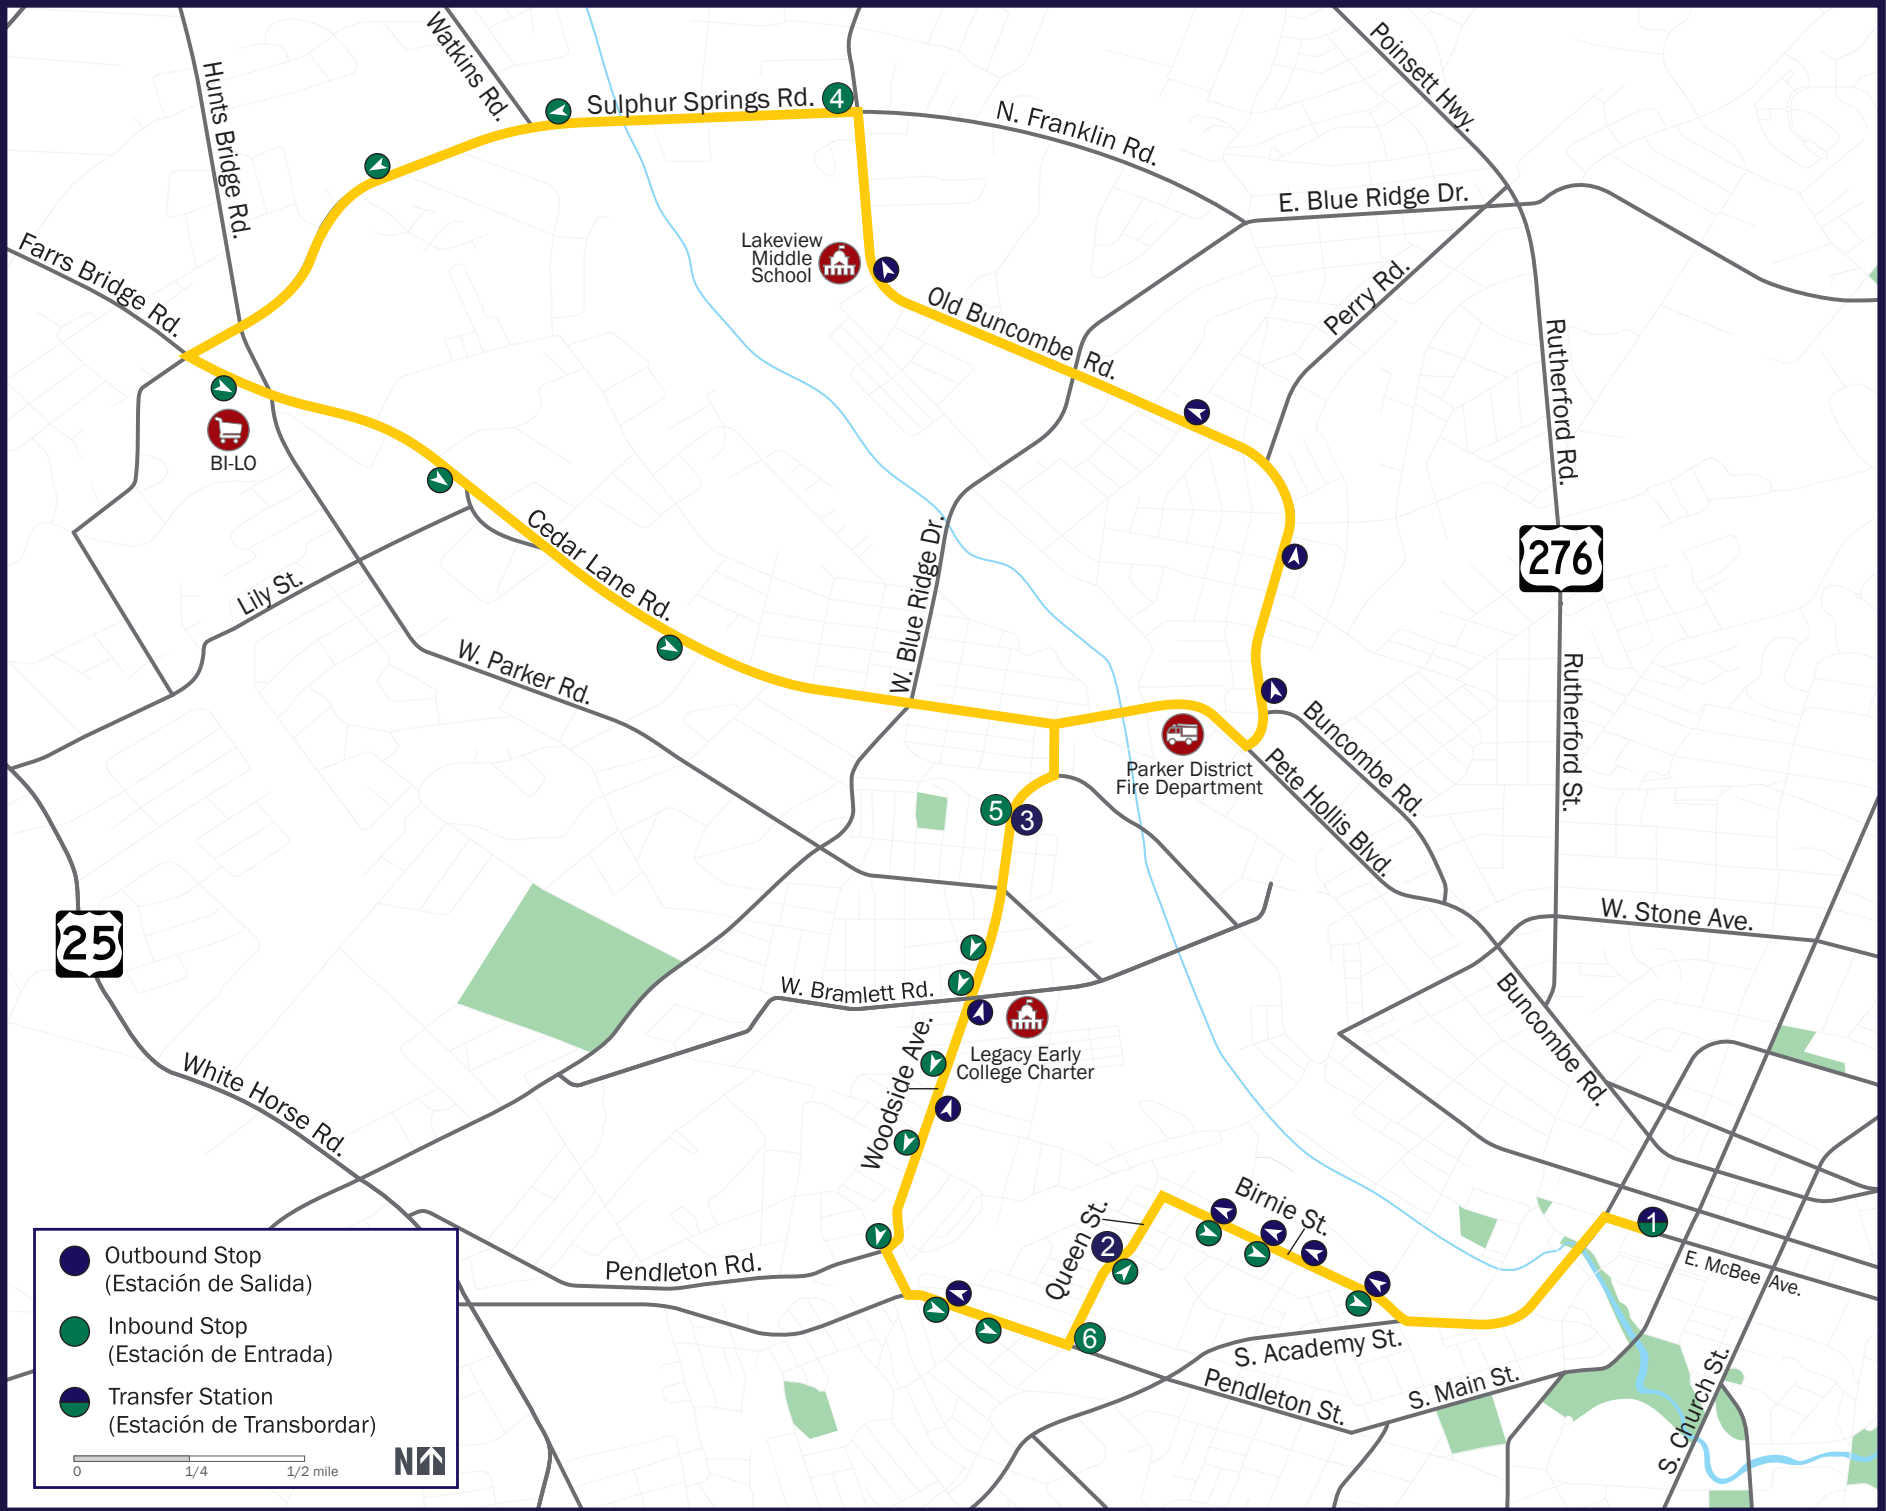 Watkins Rd.
Hunts Bridge Rd.
Sulphur Springs Rd.
4
N. Franklin Rd.
Poinsett Hwy.
E. Blue Ridge Dr.
Farrs Bridge Rd.
Lakeview
Middle
School
Old Buncombe Rd.
Perry Rd.
Rutherford Rd.
BI-LO
Cedar Lane Rd.
276
Lily St.
W. Blue Ridge Dr.
W. Parker Rd.
Rutherford St.
Buncombe Rd.
Parker District
Fire Department
Pete Hollis Blvd.
5
3
25
W. Stone Ave.
W. Bramlett Rd.
Buncombe Rd.
Legacy Early
College Charter
Woodside Ave.
White Horse Rd.
Birnie St.
Queen St.
2
1
E. McBee Ave.
Pendleton Rd.
6
S. Academy St.
Pendleton St.
S. Main St.
S. Church St.
Outbound Stop
(Estación de Salida)
Inbound Stop
(Estación de Entrada)
Transfer Station
(Estación de Transbordar)
0 1/4 1/2 mile
N